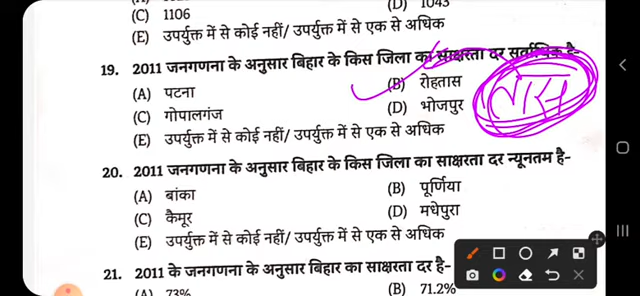 (C) 1106
(D) 1043
(E) उपर्युक्त में से कोई नहीं/ उपर्युक्त में से एक से अधिक
19. 2011 जनगणना के अनुसार बिहार के किस जिला का साक्षरता दर सर्वाधिक है-
(A) पटना
(B) रोहतास
(C) गोपालगंज
(D) भोजपुर
(E) उपर्युक्त में से कोई नहीं/ उपर्युक्त में से एक से अधिक
20. 2011 जनगणना के अनुसार बिहार के किस जिला का साक्षरता दर न्यूनतम है-
(A) बांका
(B) पूर्णिया
(C) कैमूर
(D) मधेपुरा
(E) उपर्युक्त में से कोई नहीं/ उपर्युक्त में से एक से अधिक
21. 2011 के जनगणना के अनुसार बिहार का साक्षरता दर है-
(A) 73%
(B) 71.2%